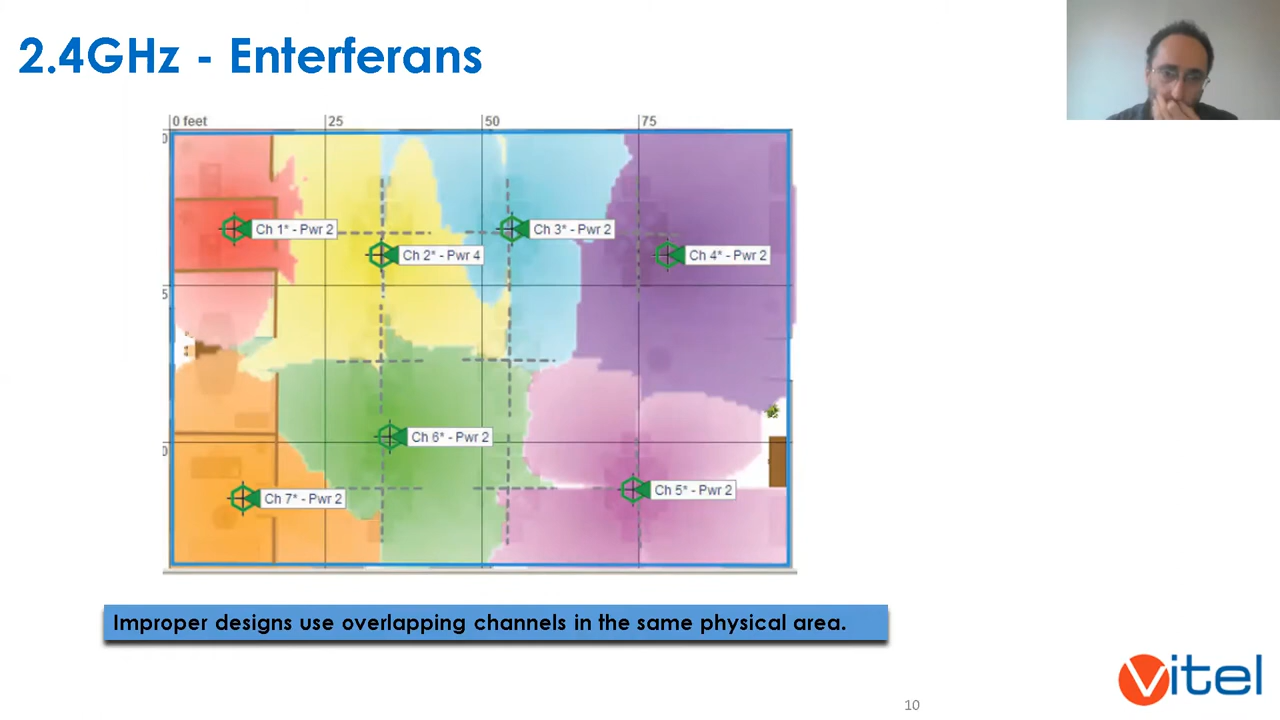 2.4GHz - Enterferans
0 feet 25 50 75
0
Ch 1* - Pwr 2
Ch 3* - Pwr 2
Ch 2* - Pwr 4
Ch 4* - Pwr 2
5
Ch 6* - Pwr 2
0
Ch 5* - Pwr 2
Ch 7* - Pwr 2
Improper designs use overlapping channels in the same physical area.
vitel
10